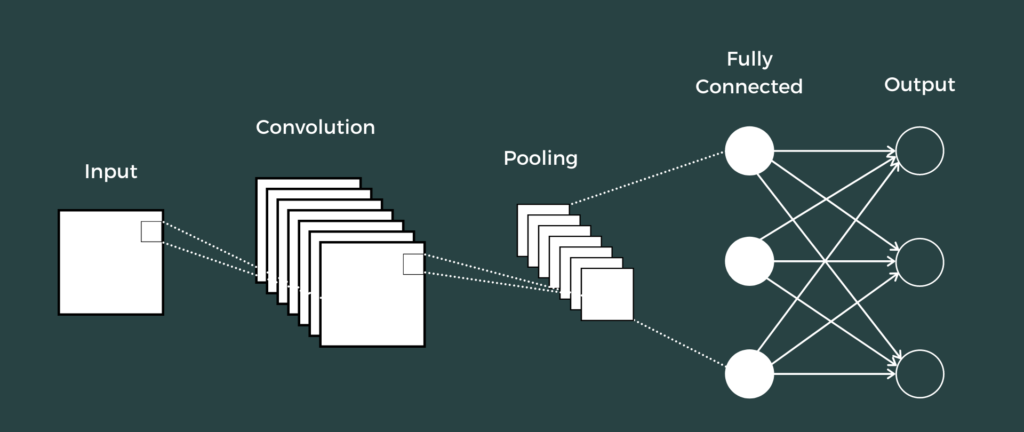 Input
Convolution
Pooling
Fully
Connected
Output